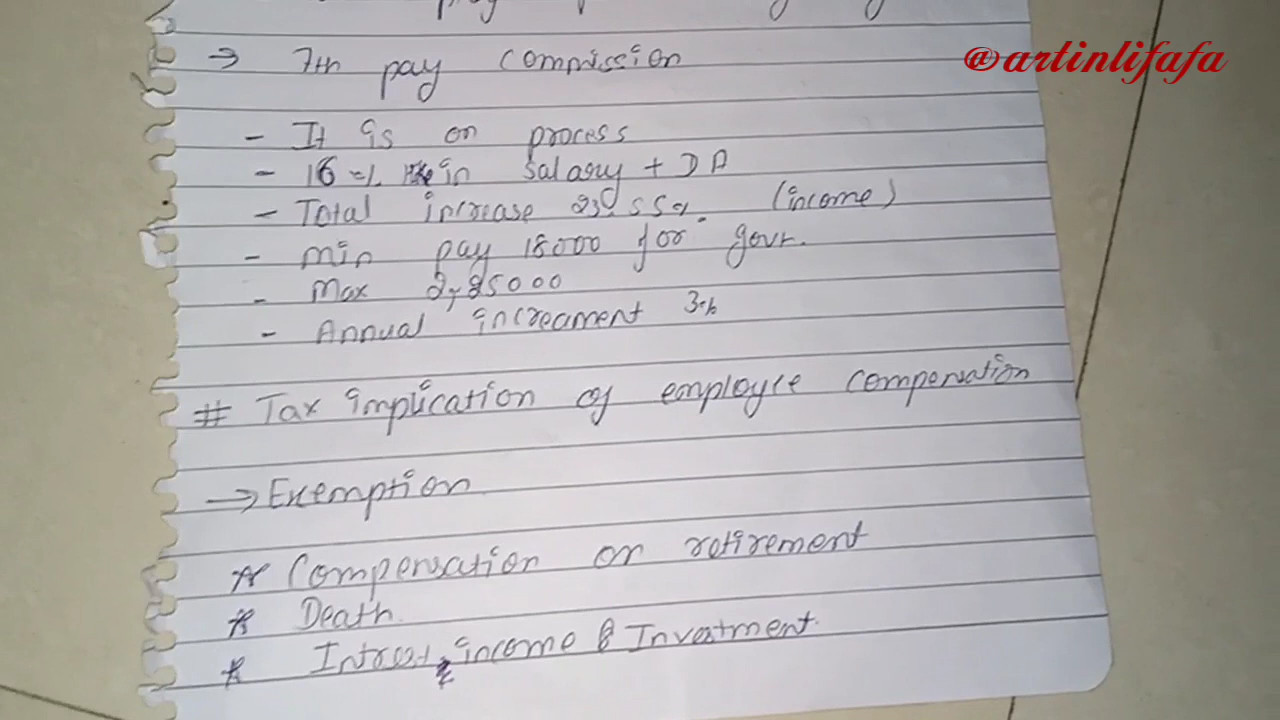 @artinlifafa
→ 7th pay commission
- It is on process
- 16 % in salary + DA
- Total increase 23.55%. (income)
- min pay 18000 for govt.
- max 2,25000
- Annual increament 3%
# Tax implication of employee compensation
→ Exemption
* Compensation on retirement
* Death.
* Intrest, income & Investment.